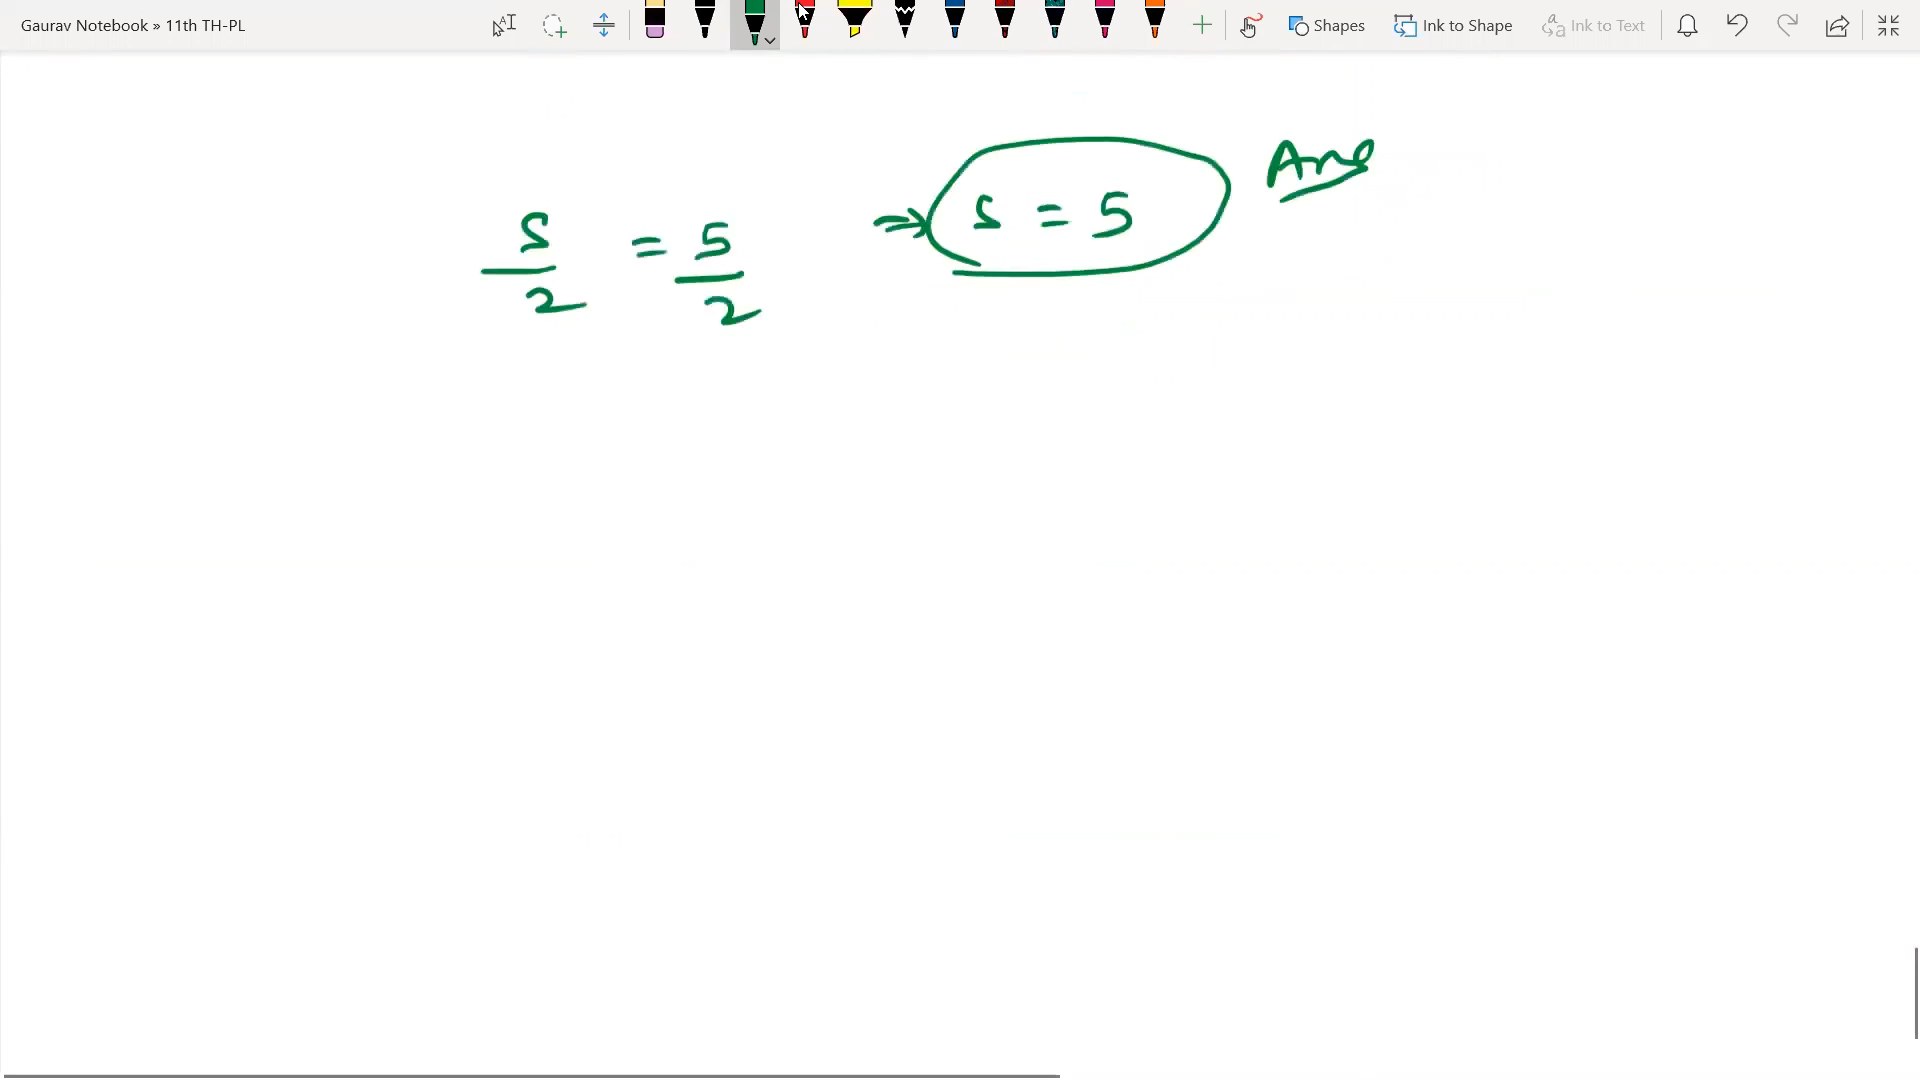 Gaurav Notebook » 11th TH-PL
Shapes
Ink to Shape
Ink to Text
S/2 = 5/2 ⇒ S = 5 Ans